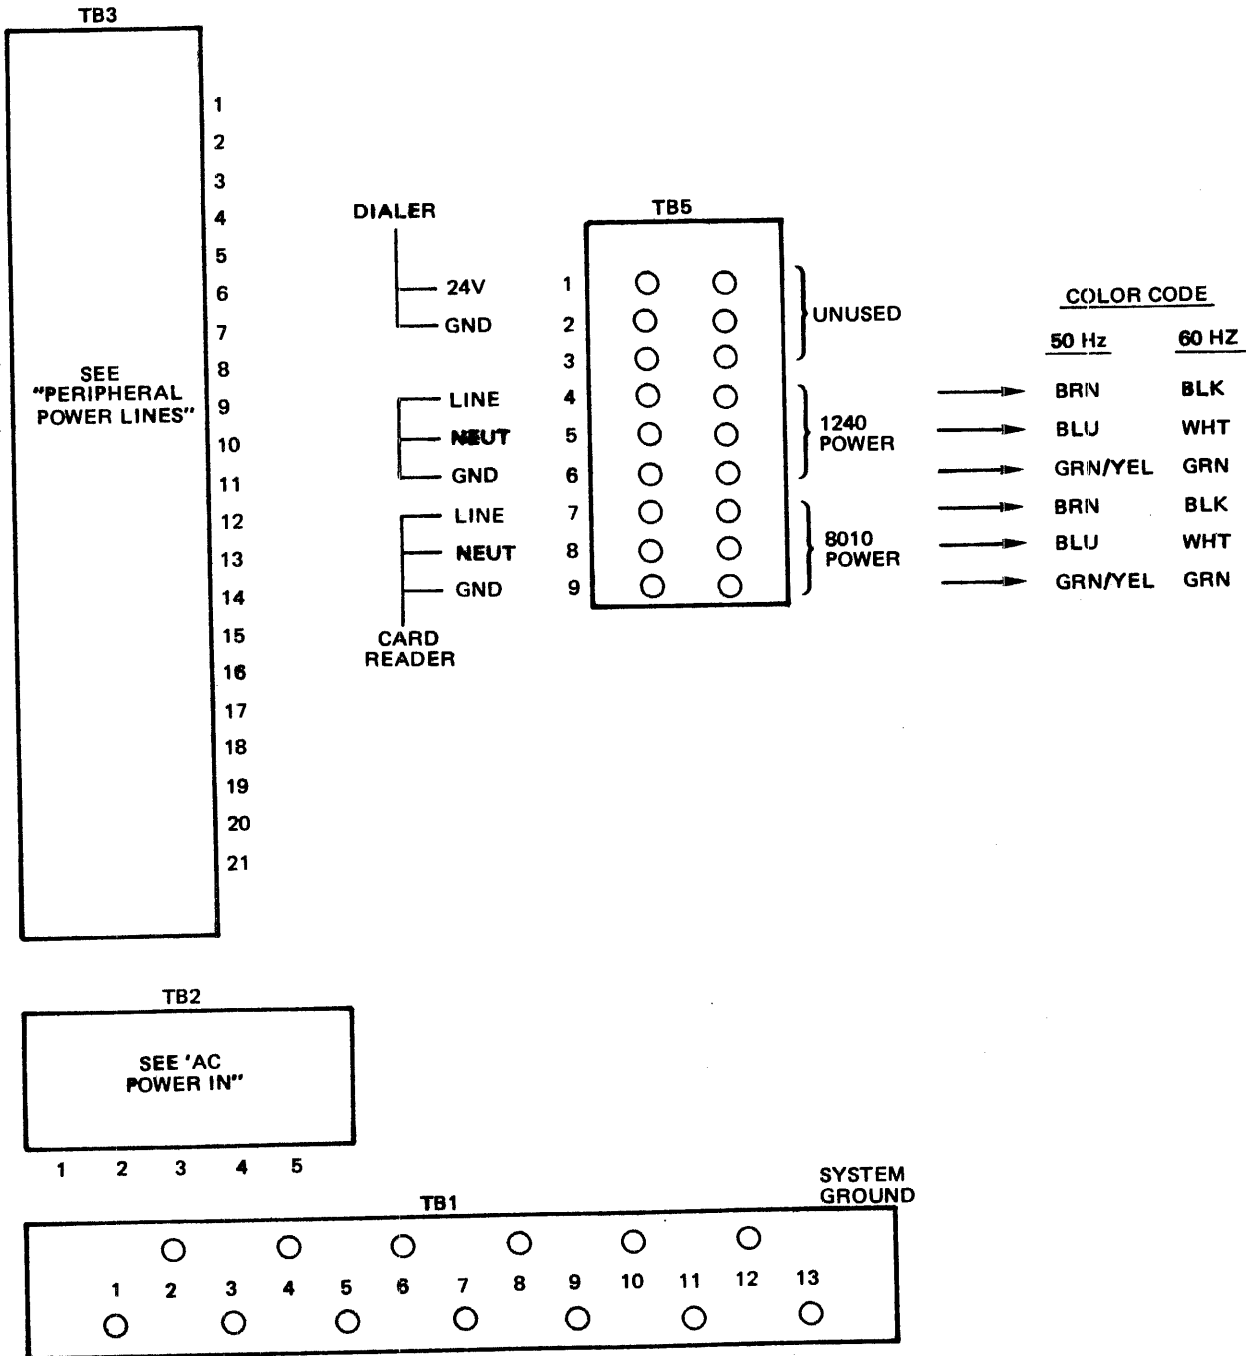 TB3
1
2
3
4
5
6
7
8
9
10
11
12
13
14
15
16
17
18
19
20
21
SEE
"PERIPHERAL
POWER LINES"
DIALER
24V
GND
LINE
NEUT
GND
LINE
NEUT
GND
CARD
READER
TB5
1
2
3
4
5
6
7
8
9
UNUSED
1240
POWER
8010
POWER
COLOR CODE
50 Hz 60 HZ
BRN BLK
BLU WHT
GRN/YEL GRN
BRN BLK
BLU WHT
GRN/YEL GRN
TB2
SEE 'AC
POWER IN"
1 2 3 4 5
SYSTEM
GROUND
TB1
1 2 3 4 5 6 7 8 9 10 11 12 13